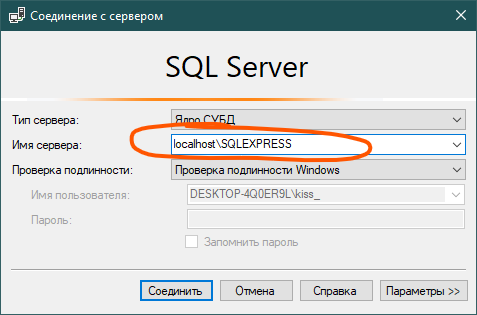 Соединение с сервером
SQL Server
Тип сервера: Ядро СУБД
Имя сервера: localhost\SQLEXPRESS
Проверка подлинности: Проверка подлинности Windows
Имя пользователя: DESKTOP-4Q0ER9L\kiss_
Пароль:
Запомнить пароль
Соединить Отмена Справка Параметры >>